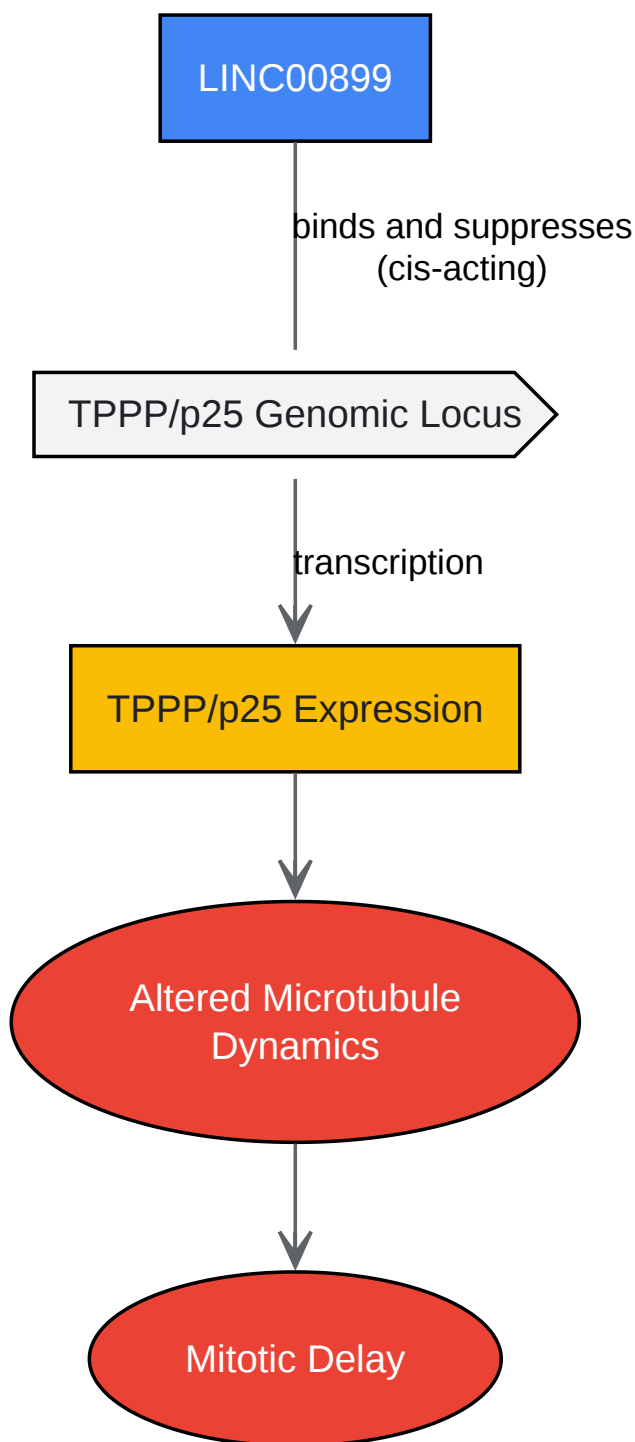 LINC00899
binds and suppresses
(cis-acting)
TPPP/p25 Genomic Locus
transcription
TPPP/p25 Expression
Altered Microtubule
Dynamics
Mitotic Delay